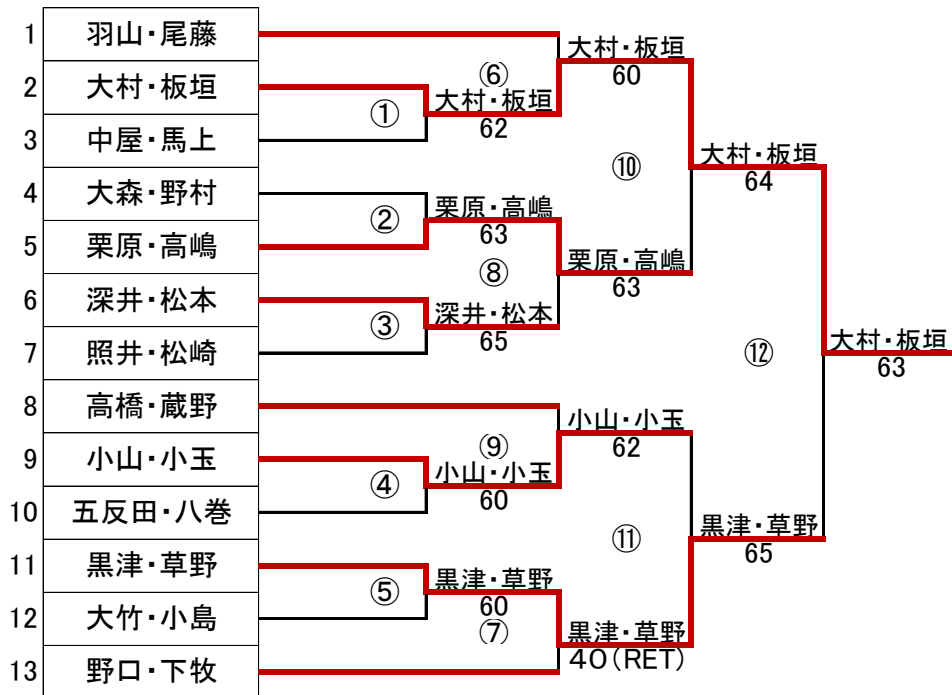 1 羽山・尾藤
2 大村・板垣
3 中屋・馬上
4 大森・野村
5 栗原・高嶋
6 深井・松本
7 照井・松崎
8 高橋・蔵野
9 小山・小玉
10 五反田・八巻
11 黒津・草野
12 大竹・小島
13 野口・下牧
①
大村・板垣
62
②
栗原・高嶋
63
③
深井・松本
65
④
小山・小玉
60
⑤
黒津・草野
60
⑥
大村・板垣
60
⑧
栗原・高嶋
63
⑨
小山・小玉
62
⑦
黒津・草野
40(RET)
⑩
大村・板垣
64
⑪
黒津・草野
65
⑫
大村・板垣
63